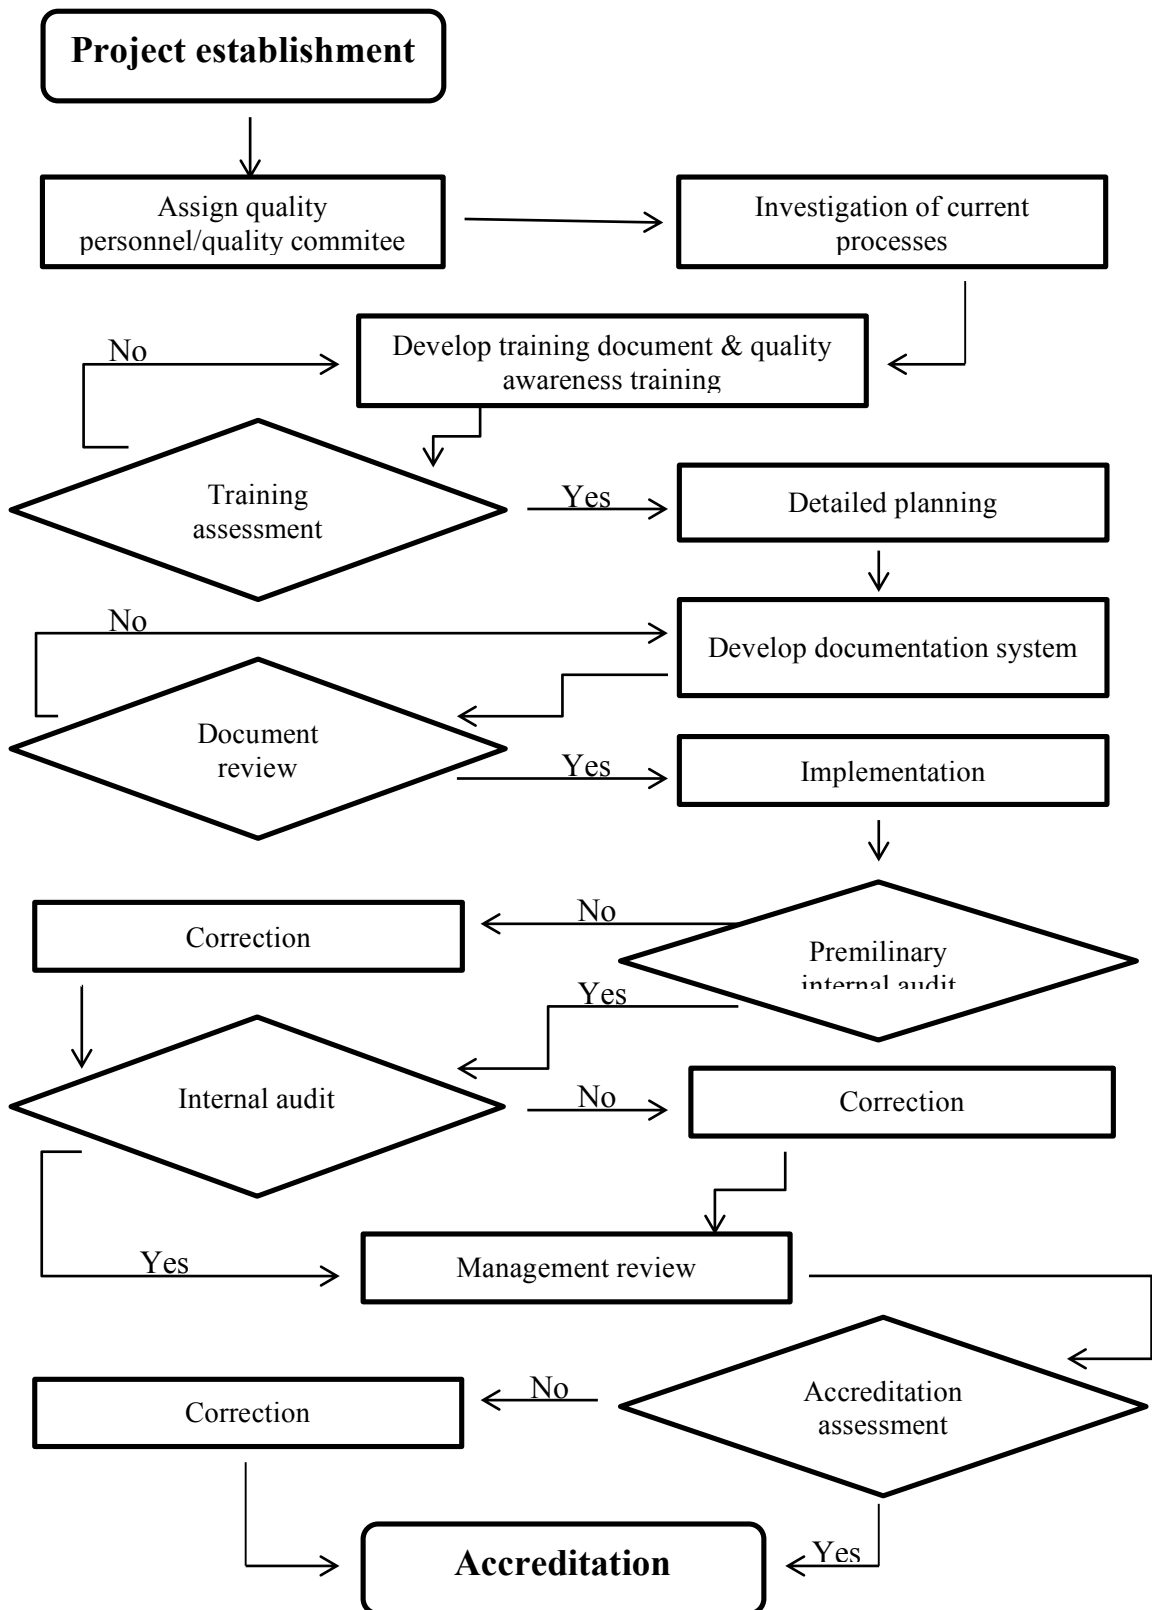 Project establishment
Assign quality
personnel/quality commitee
Investigation of current
processes
No
Develop training document & quality
awareness training
Training
assessment
Yes
Detailed planning
No
Develop documentation system
Document
review
Yes
Implementation
Correction
No
Premilinary
internal audit
Yes
Internal audit
No
Correction
Yes
Management review
Correction
No
Accreditation
assessment
Accreditation
Yes